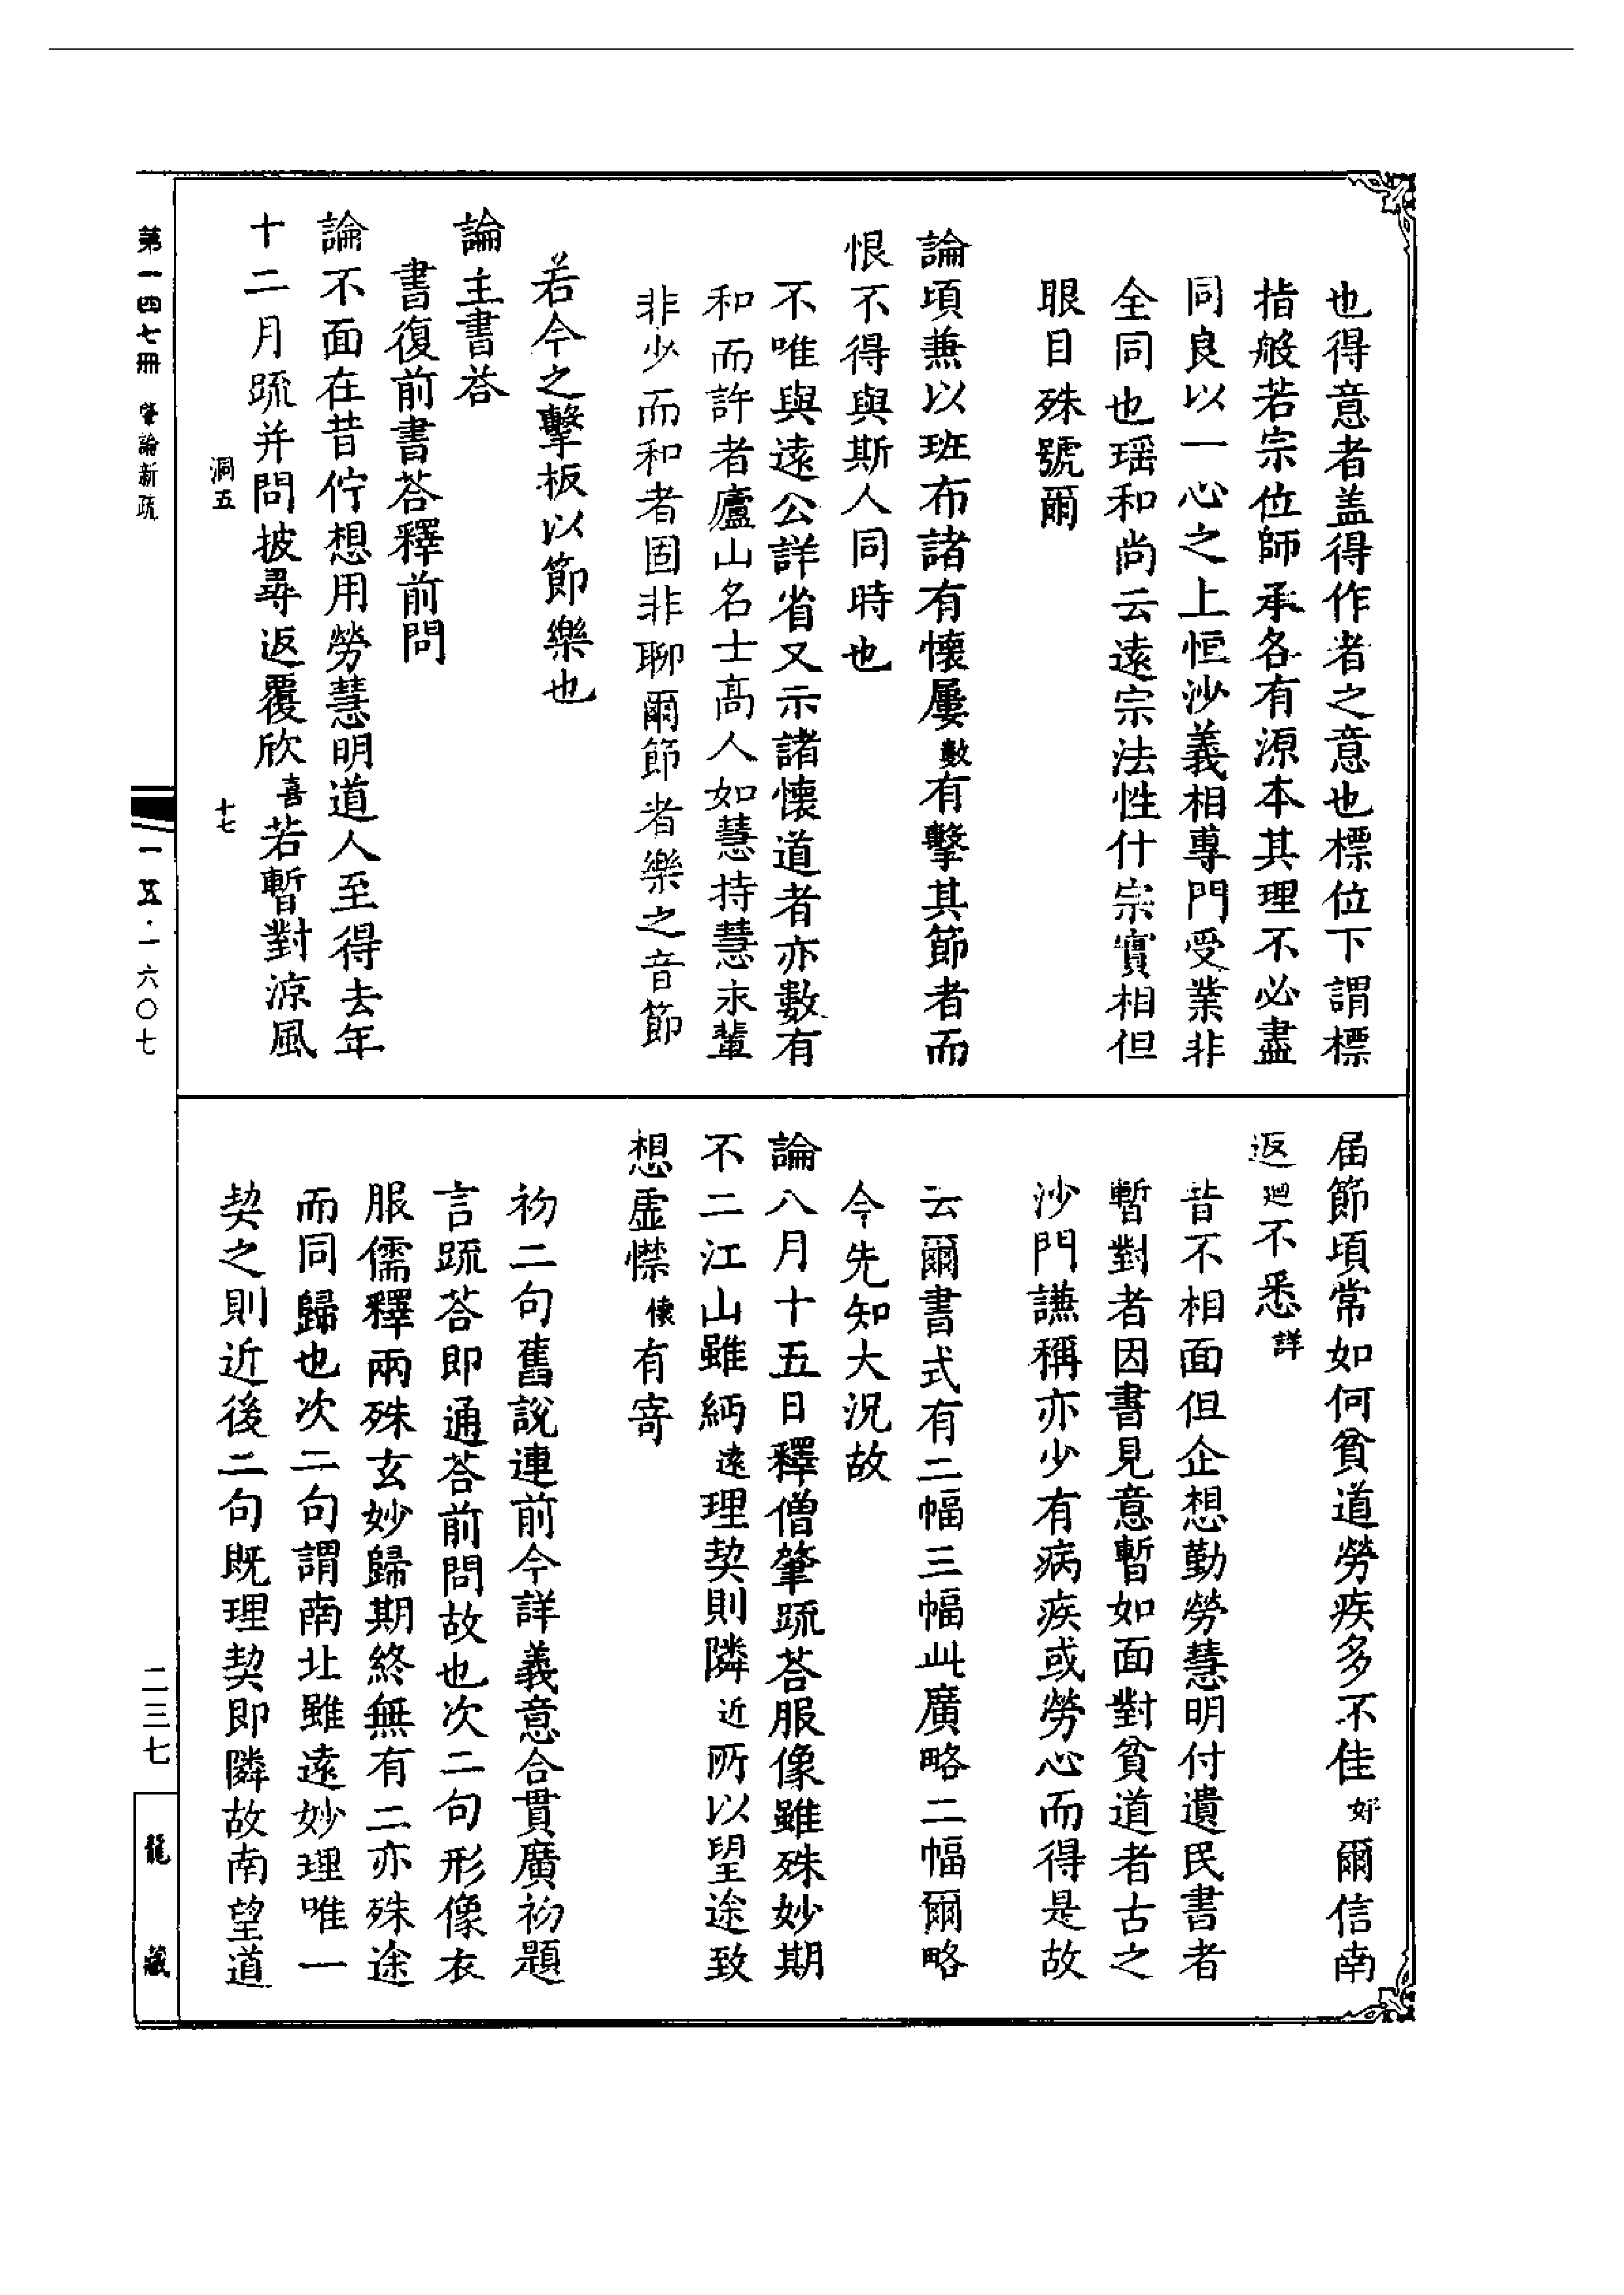 也得意者盖得作者之意也標位下謂標
指般若宗位師承各有源本其理不必盡
同良以一心之上恒沙義相專門受業非
全同也瑶和尚云遠宗法性什宗實相但
眼目殊號爾
論頃兼以班布諸有懷屢數有擊其節者而
恨不得與斯人同時也
不唯與遠公詳省又示諸懷道者亦數有
和而許者廬山名士高人如慧持慧永輩
非少而和者固非聊爾節者樂之音節
若今之擊板以節樂也
論主書荅
書復前書荅釋前問
論不面在昔佇想用勞慧明道人至得去年
十二月䟽并問披尋返覆欣喜若暫對凉風
洞五
十七
届節頃常如何貧道勞疾多不佳好爾信南
返廻不悉詳
昔不相面但企想勤勞慧明付遺民書者
暫對者因書見意暫如面對貧道者古之
沙門謙稱亦少有病疾或勞心而得是故
云爾書式有二幅三幅此廣略二幅爾略
今先知大況故
論八月十五日釋僧肇䟽荅服像雖殊妙期
不二江山雖緬遠理契則隣近所以望途致
想虛襟懷有寄
初二句舊說連前今詳義意合貫廣初題
言䟽荅即通荅前問故也次二句形像衣
服儒釋兩殊玄妙歸期終無有二亦殊途
而同歸也次二句謂南北雖遠妙理唯一
契之則近後二句既理契即隣故南望道
第一四七冊 肇論新疏
一五·一六〇七
二三七
龍藏